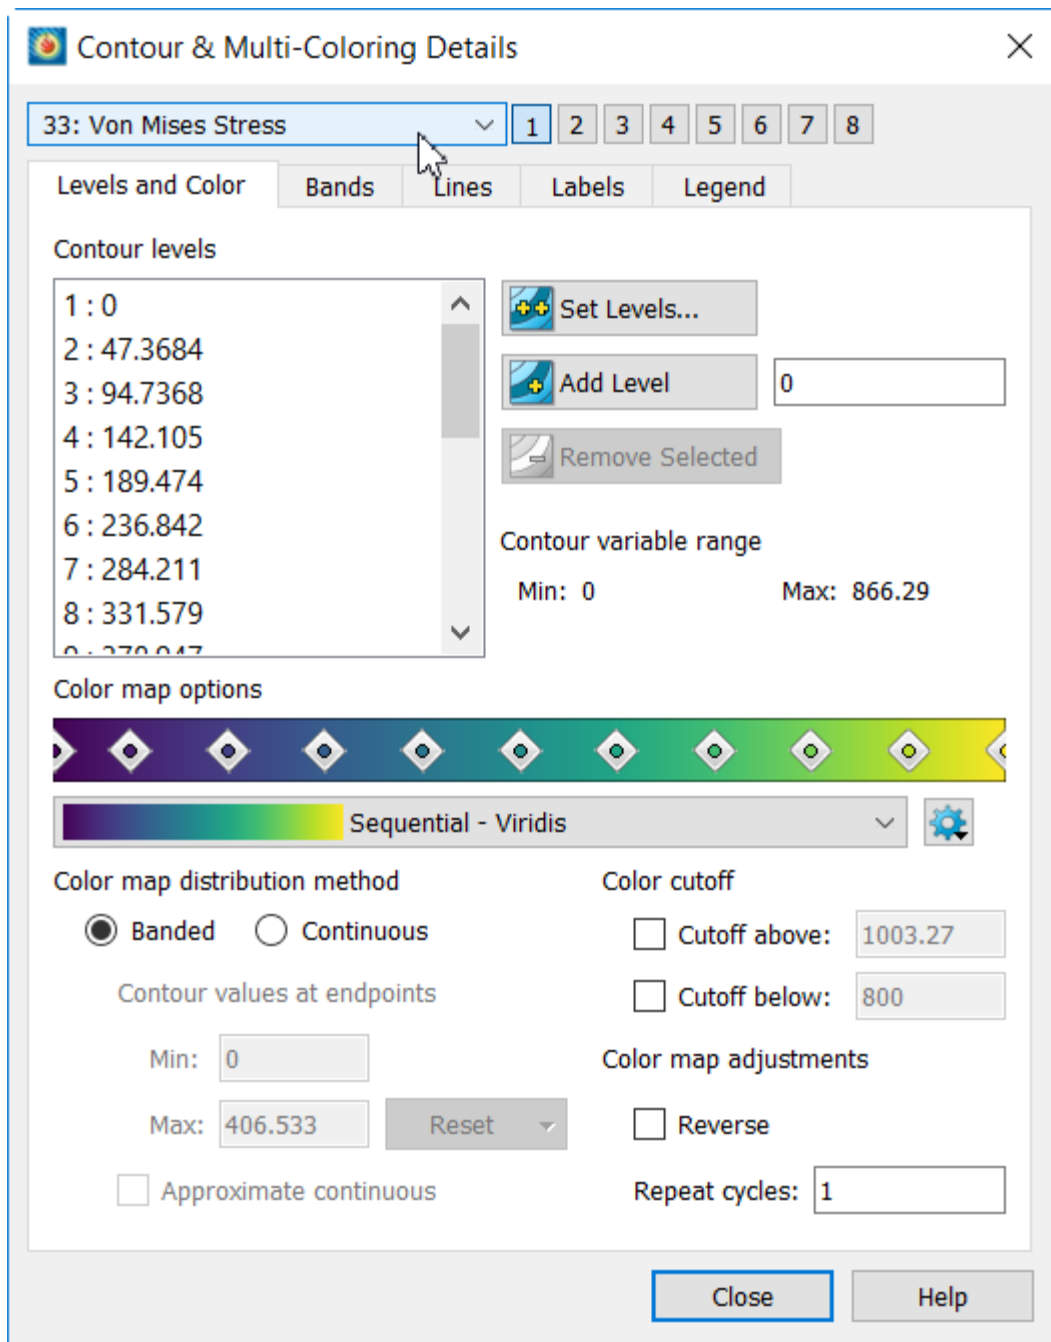 Contour & Multi-Coloring Details
33: Von Mises Stress 1 2 3 4 5 6 7 8
Levels and Color Bands Lines Labels Legend
Contour levels
1 : 0
2 : 47.3684
3 : 94.7368
4 : 142.105
5 : 189.474
6 : 236.842
7 : 284.211
8 : 331.579
Set Levels...
Add Level 0
Remove Selected
Contour variable range
Min: 0 Max: 866.29
Color map options
Sequential - Viridis
Color map distribution method
Banded Continuous
Contour values at endpoints
Min: 0
Max: 406.533 Reset
Approximate continuous
Color cutoff
Cutoff above: 1003.27
Cutoff below: 800
Color map adjustments
Reverse
Repeat cycles: 1
Close Help